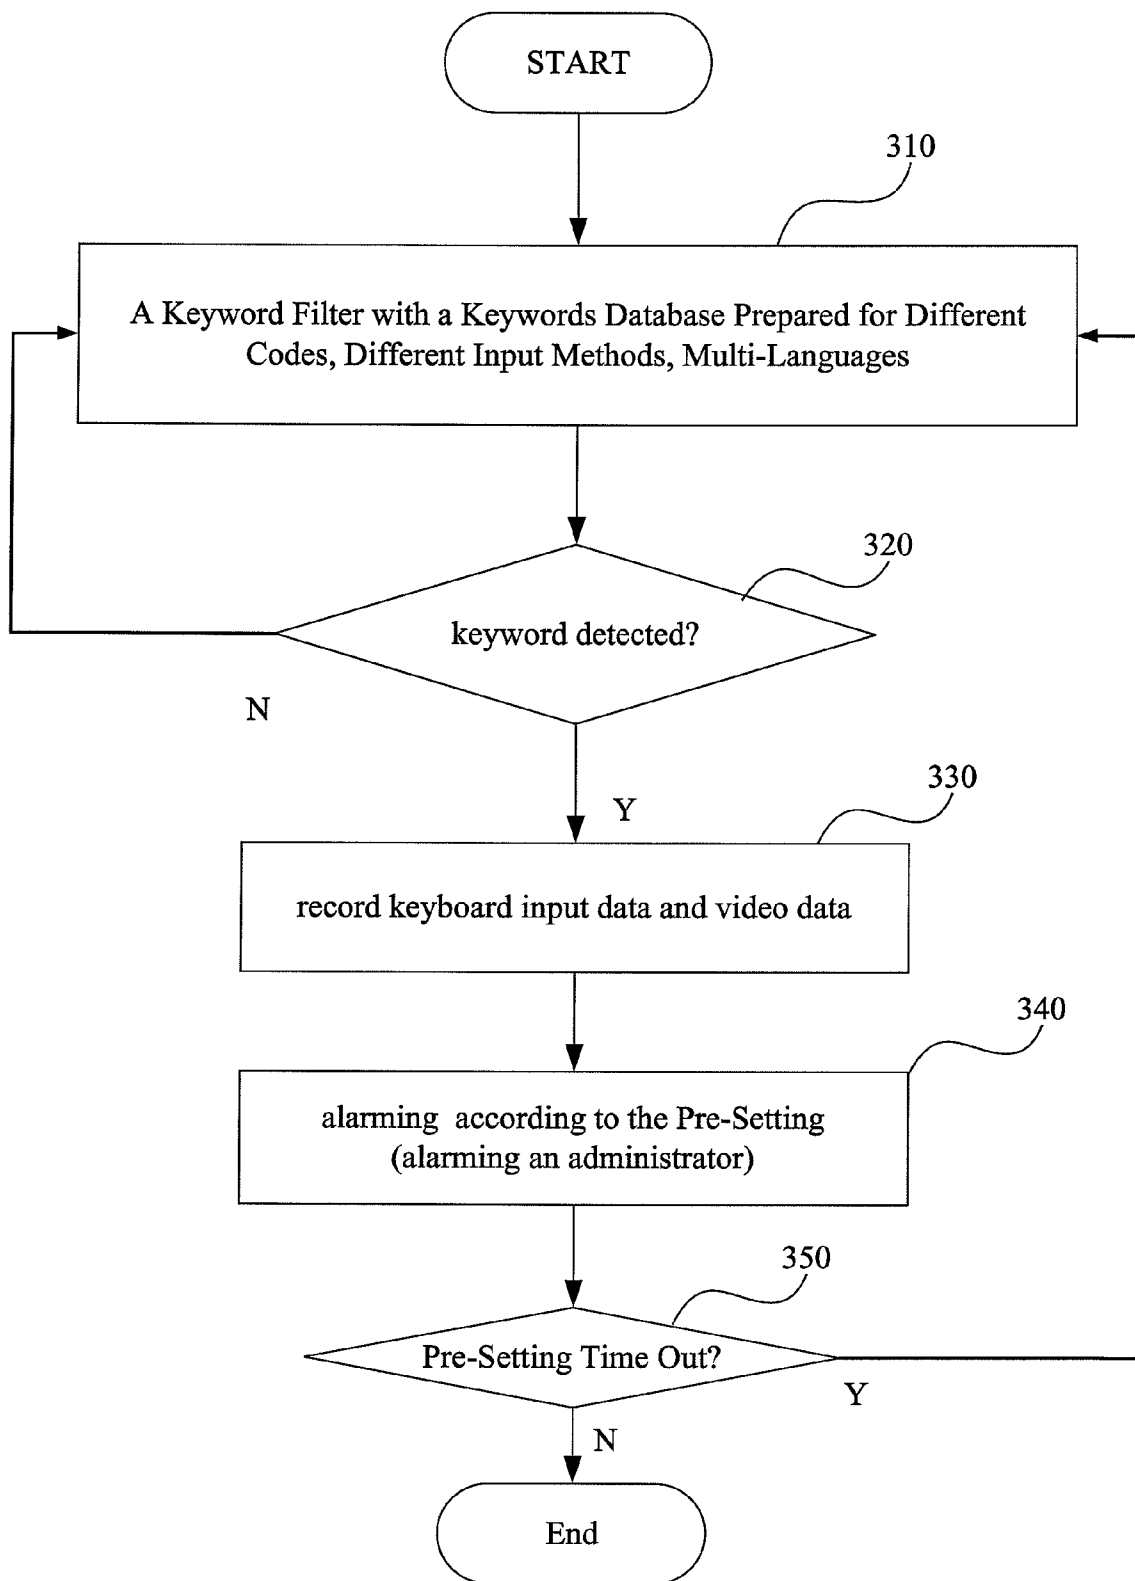 START
310
A Keyword Filter with a Keywords Database Prepared for Different
Codes, Different Input Methods, Multi-Languages
320
keyword detected?
N
330
Y
record keyboard input data and video data
340
alarming according to the Pre-Setting
(alarming an administrator)
350
Pre-Setting Time Out?
Y
N
End